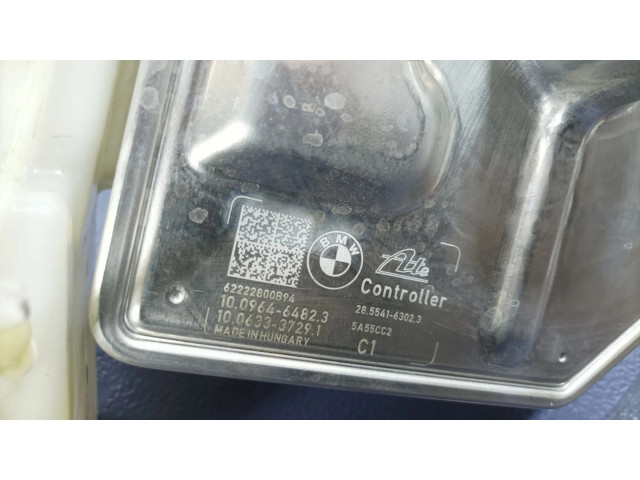 BMW
Ate
Controller
62222800B94
10.0964-6482.3
10.0633-3729.1
MADE IN HUNGARY
28.5541-6302.3
5A55CC2
C1